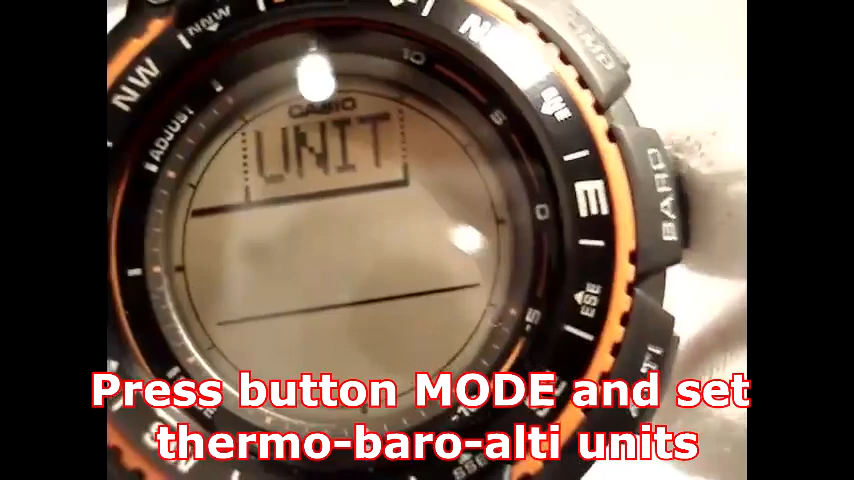 NNW
NW
ADJUST
CASIO
UNIT
10
5
0
-5
-10
E
ESE
BARO
Press button MODE and set
thermo-baro-alti units